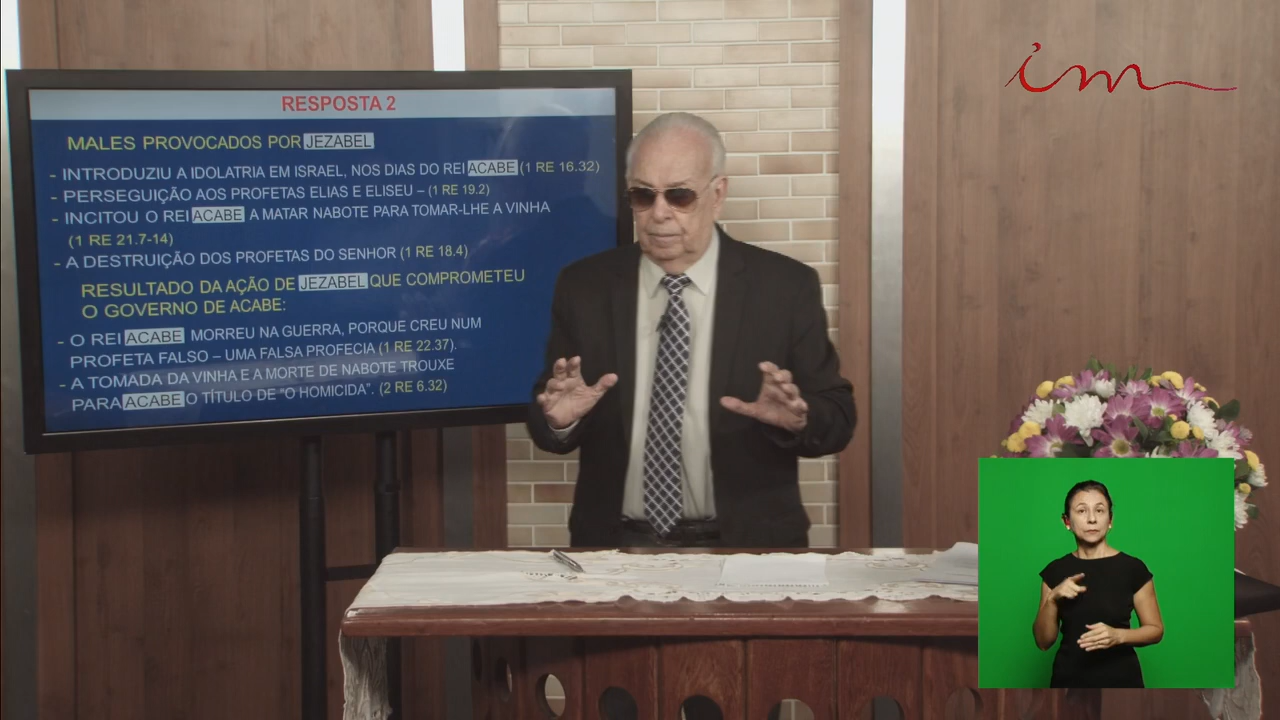 RESPOSTA 2
MALES PROVOCADOS POR JEZABEL
- INTRODUZIU A IDOLATRIA EM ISRAEL, NOS DIAS DO REI ACABE (1 RE 16.32)
- PERSEGUIÇÃO AOS PROFETAS ELIAS E ELISEU – (1 RE 19.2)
- INCITOU O REI ACABE A MATAR NABOTE PARA TOMAR-LHE A VINHA
(1 RE 21.7-14)
- A DESTRUIÇÃO DOS PROFETAS DO SENHOR (1 RE 18.4)
RESULTADO DA AÇÃO DE JEZABEL QUE COMPROMETEU
O GOVERNO DE ACABE:
- O REI ACABE MORREU NA GUERRA, PORQUE CREU NUM
PROFETA FALSO – UMA FALSA PROFECIA (1 RE 22.37).
- A TOMADA DA VINHA E A MORTE DE NABOTE TROUXE
PARA ACABE O TÍTULO DE "O HOMICIDA". (2 RE 6.32)
im